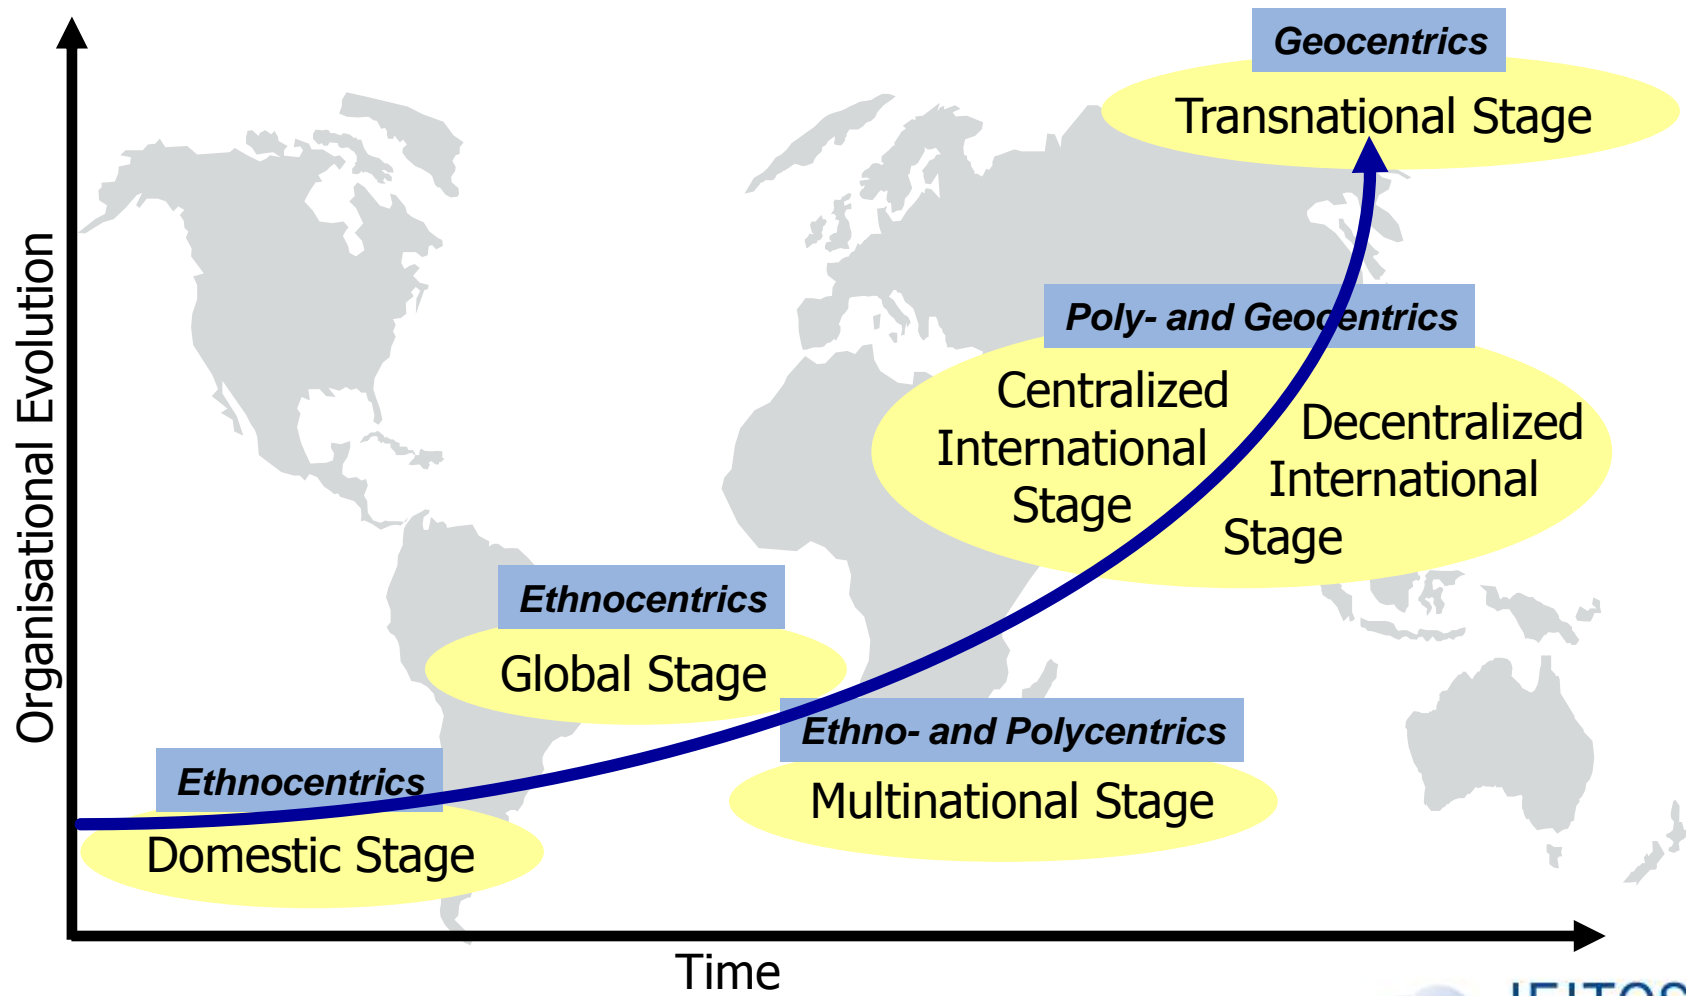 Geocentrics
Transnational Stage
Poly- and Geocentrics
Centralized
International
Stage
Decentralized
International
Stage
Ethnocentrics
Global Stage
Ethno- and Polycentrics
Multinational Stage
Ethnocentrics
Domestic Stage
Organisational Evolution
Time